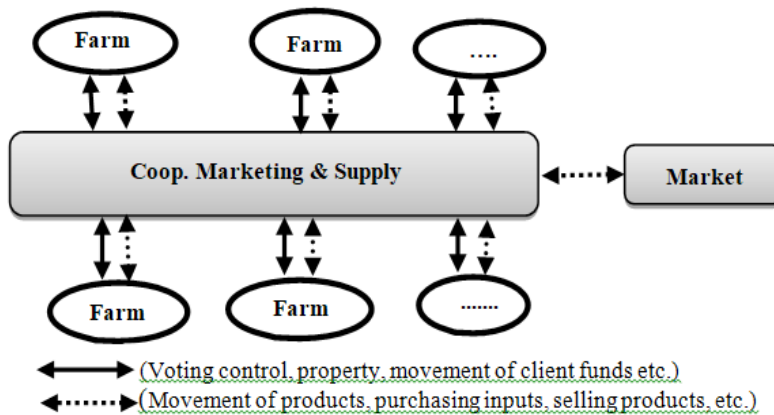 Farm
Farm
....
Coop. Marketing & Supply
Market
Farm
Farm
.......
(Voting control, property, movement of client funds etc.)
(Movement of products, purchasing inputs, selling products, etc.)